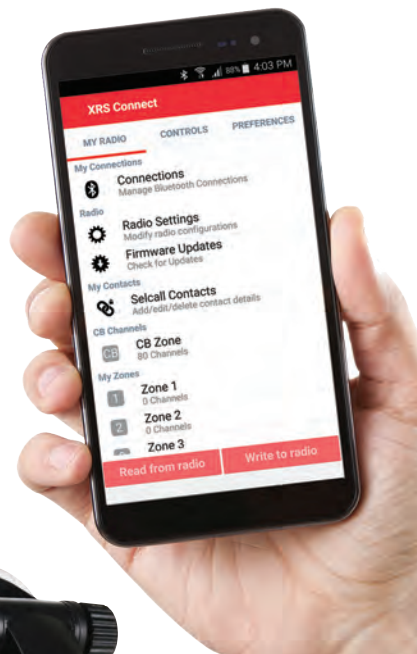 88% 4:03 PM
XRS Connect
MY RADIO CONTROLS PREFERENCES
My Connections
Connections
Manage Bluetooth Connections
Radio
Radio Settings
Modify radio configurations
Firmware Updates
Check for Updates
My Contacts
Selcall Contacts
Add/edit/delete contact details
CB Channels
CB CB Zone
80 Channels
My Zones
1 Zone 1
0 Channels
2 Zone 2
0 Channels
Zone 3
Read from radio Write to radio